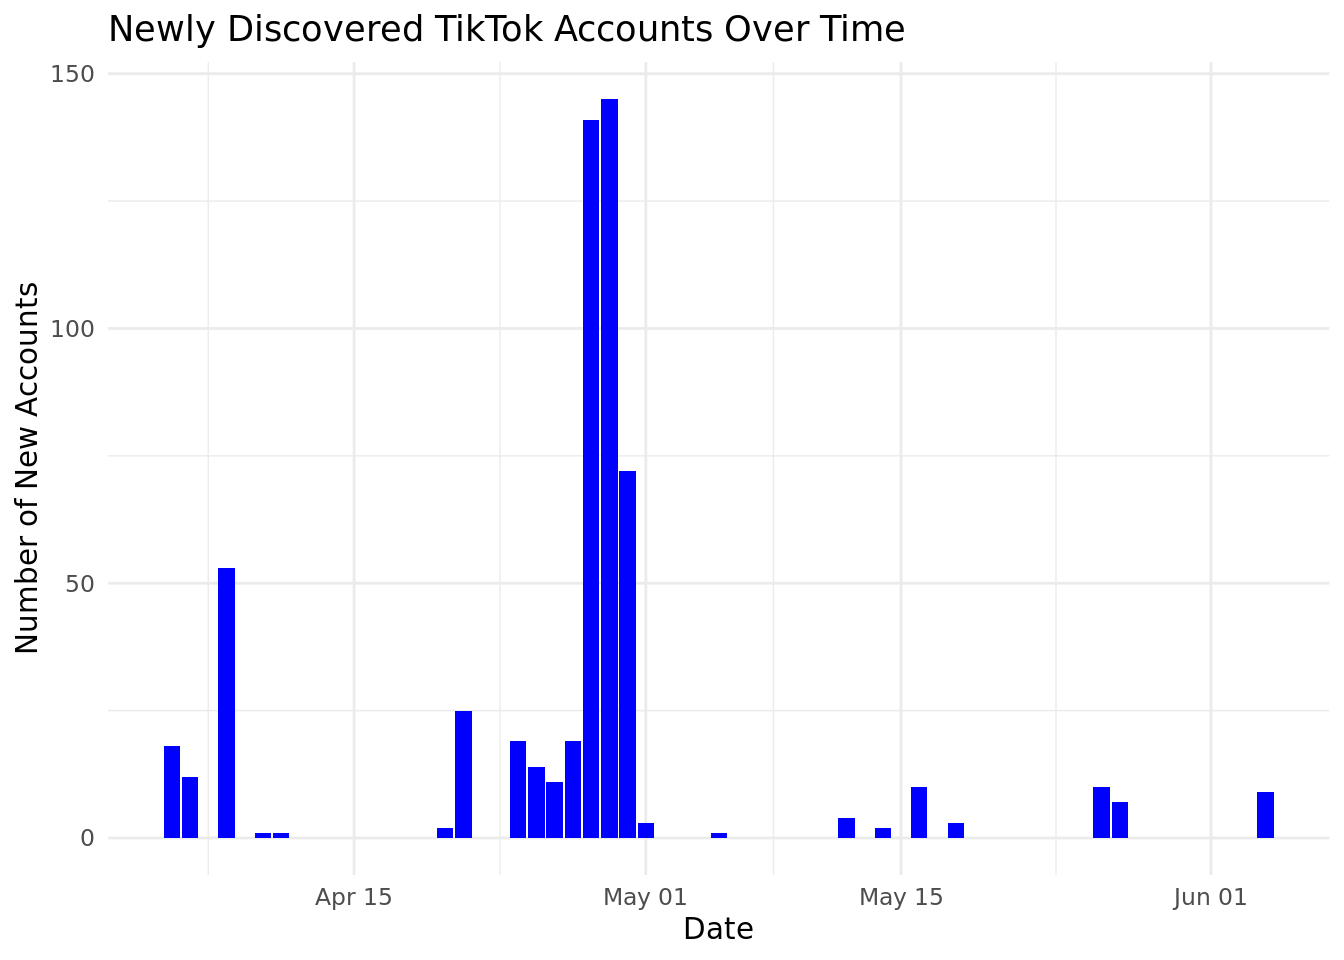 Newly Discovered TikTok Accounts Over Time
Number of New Accounts
150
100
50
0
Apr 15
May 01
May 15
Jun 01
Date